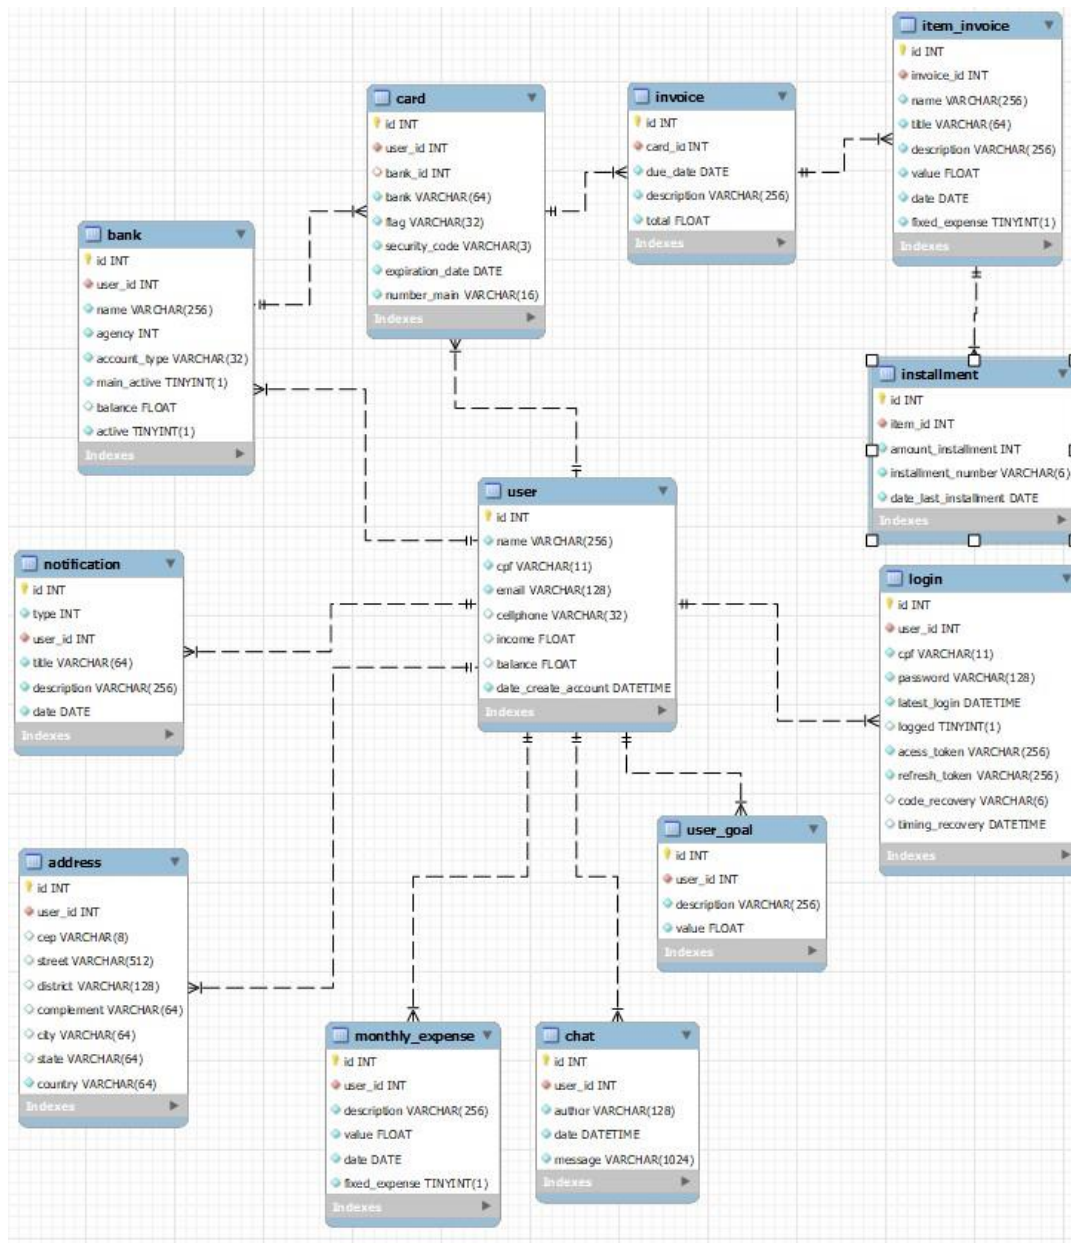 item_invoice
id INT
invoice_id INT
name VARCHAR(256)
title VARCHAR(64)
description VARCHAR(256)
value FLOAT
date DATE
fixed_expense TINYINT(1)
Indexes
card
id INT
user_id INT
bank_id INT
bank VARCHAR(64)
flag VARCHAR(32)
security_code VARCHAR(3)
expiration_date DATE
number_main VARCHAR(16)
Indexes
invoice
id INT
card_id INT
due_date DATE
description VARCHAR(256)
total FLOAT
Indexes
bank
id INT
user_id INT
name VARCHAR(256)
agency INT
account_type VARCHAR(32)
main_active TINYINT(1)
balance FLOAT
active TINYINT(1)
Indexes
installment
id INT
item_id INT
amount_installment INT
installment_number VARCHAR(6)
date_last_installment DATE
Indexes
user
id INT
name VARCHAR(256)
cpf VARCHAR(11)
email VARCHAR(128)
cellphone VARCHAR(32)
income FLOAT
balance FLOAT
date_create_account DATETIME
Indexes
notification
id INT
type INT
user_id INT
title VARCHAR(64)
description VARCHAR(256)
date DATE
Indexes
login
id INT
user_id INT
cpf VARCHAR(11)
password VARCHAR(128)
latest_login DATETIME
logged TINYINT(1)
acess_token VARCHAR(256)
refresh_token VARCHAR(256)
code_recovery VARCHAR(6)
timing_recovery DATETIME
Indexes
user_goal
id INT
user_id INT
description VARCHAR(256)
value FLOAT
Indexes
address
id INT
user_id INT
cep VARCHAR(8)
street VARCHAR(512)
district VARCHAR(128)
complement VARCHAR(64)
city VARCHAR(64)
state VARCHAR(64)
country VARCHAR(64)
Indexes
monthly_expense
id INT
user_id INT
description VARCHAR(256)
value FLOAT
date DATE
fixed_expense TINYINT(1)
Indexes
chat
id INT
user_id INT
author VARCHAR(128)
date DATETIME
message VARCHAR(1024)
Indexes